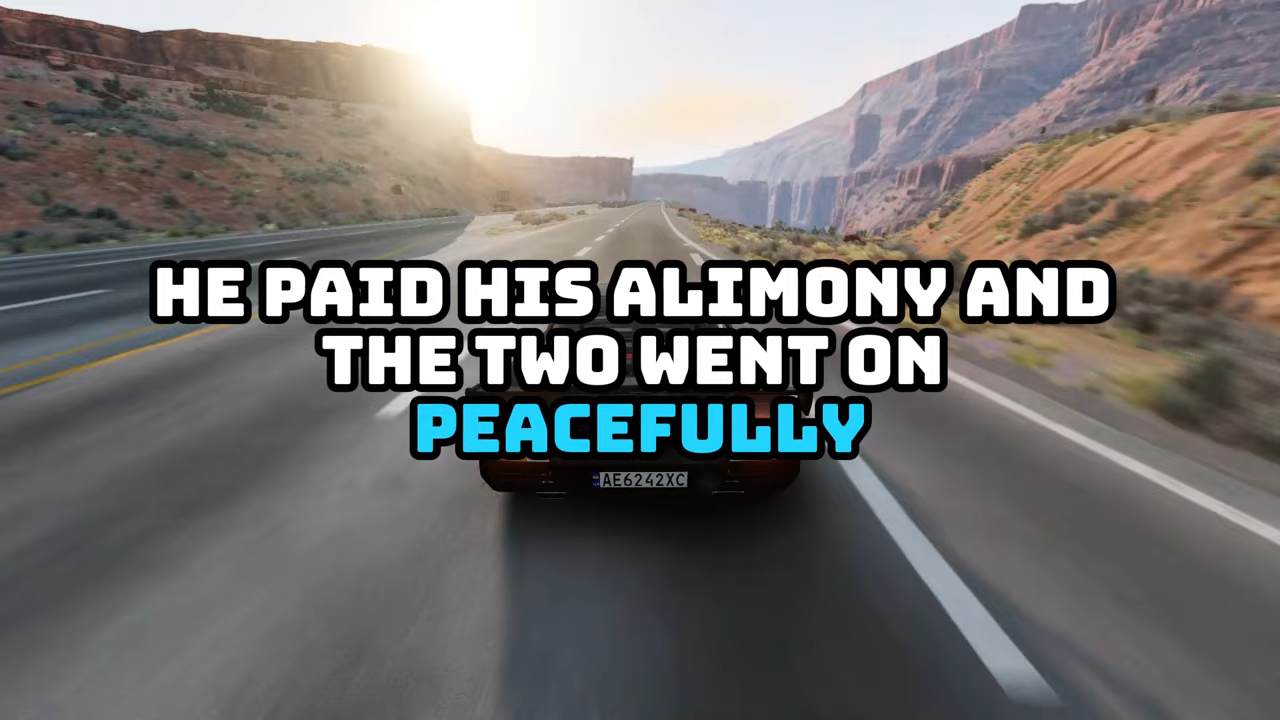 HE PAID HIS ALIMONY AND
THE TWO WENT ON
PEACEFULLY
AE6242XC